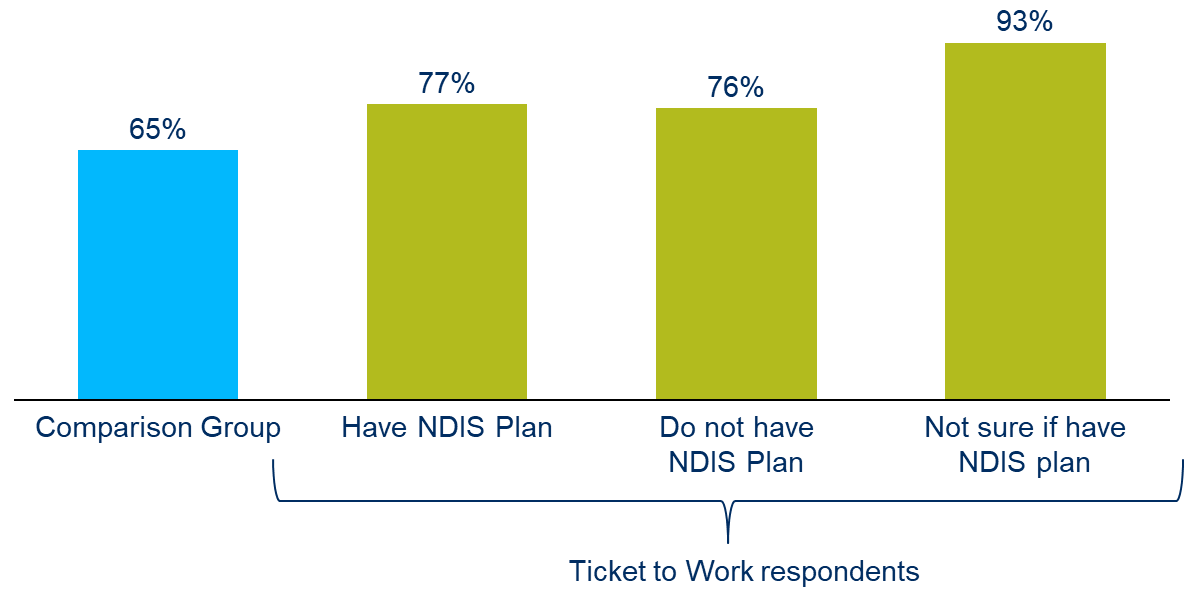 93%
77%
76%
65%
Comparison Group
Have NDIS Plan
Do not have
NDIS Plan
Not sure if have
NDIS plan
Ticket to Work respondents